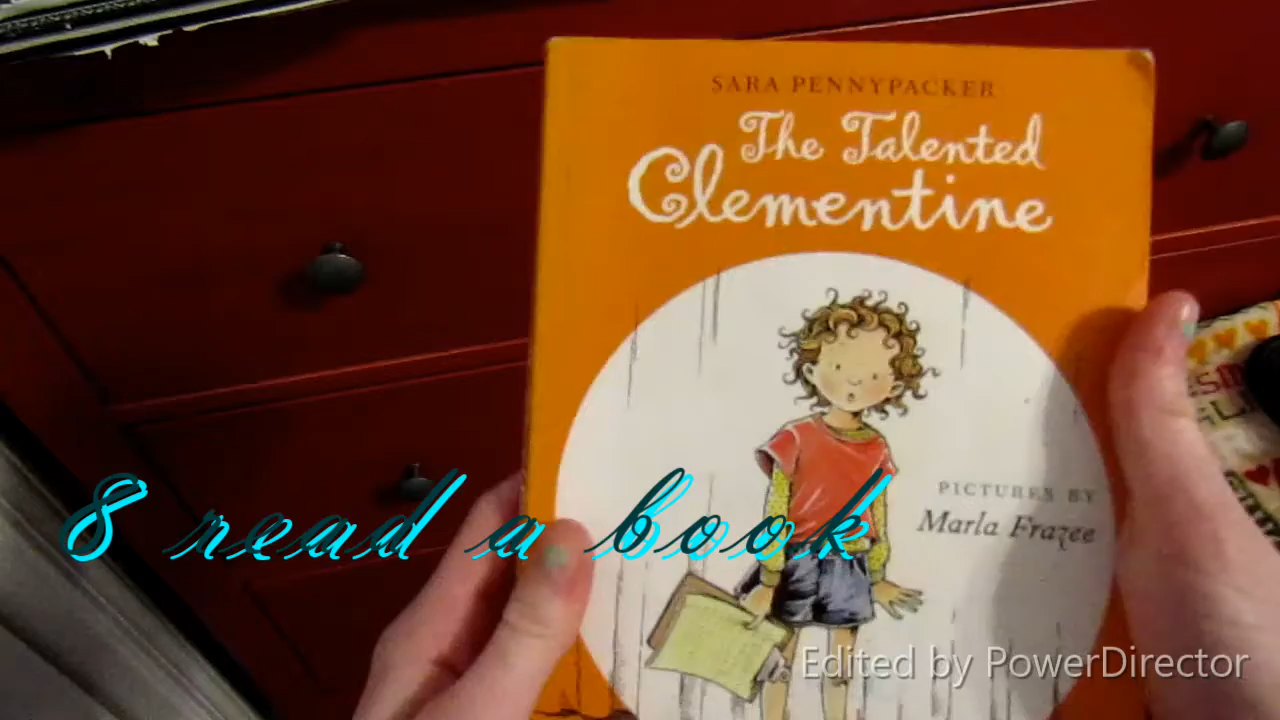 SARA PENNYPACKER
The Talented
Clementine
PICTURES BY
Marla Frazee
8 read a book
Edited by PowerDirector